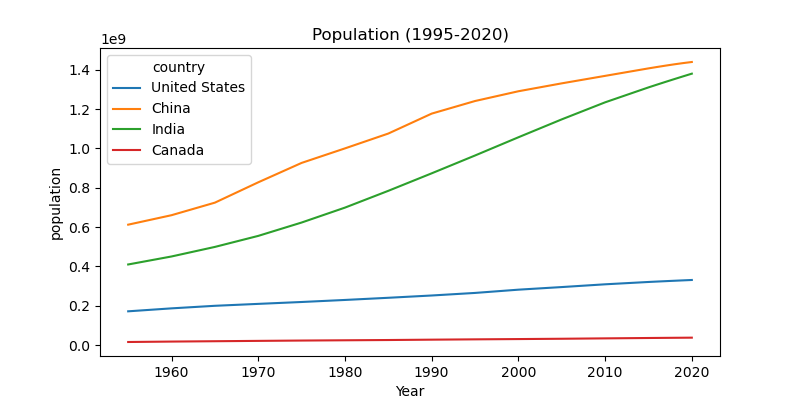 Population (1995-2020)
1e9
country
United States
China
India
Canada
population
1.4
1.2
1.0
0.8
0.6
0.4
0.2
0.0
1960 1970 1980 1990 2000 2010 2020
Year